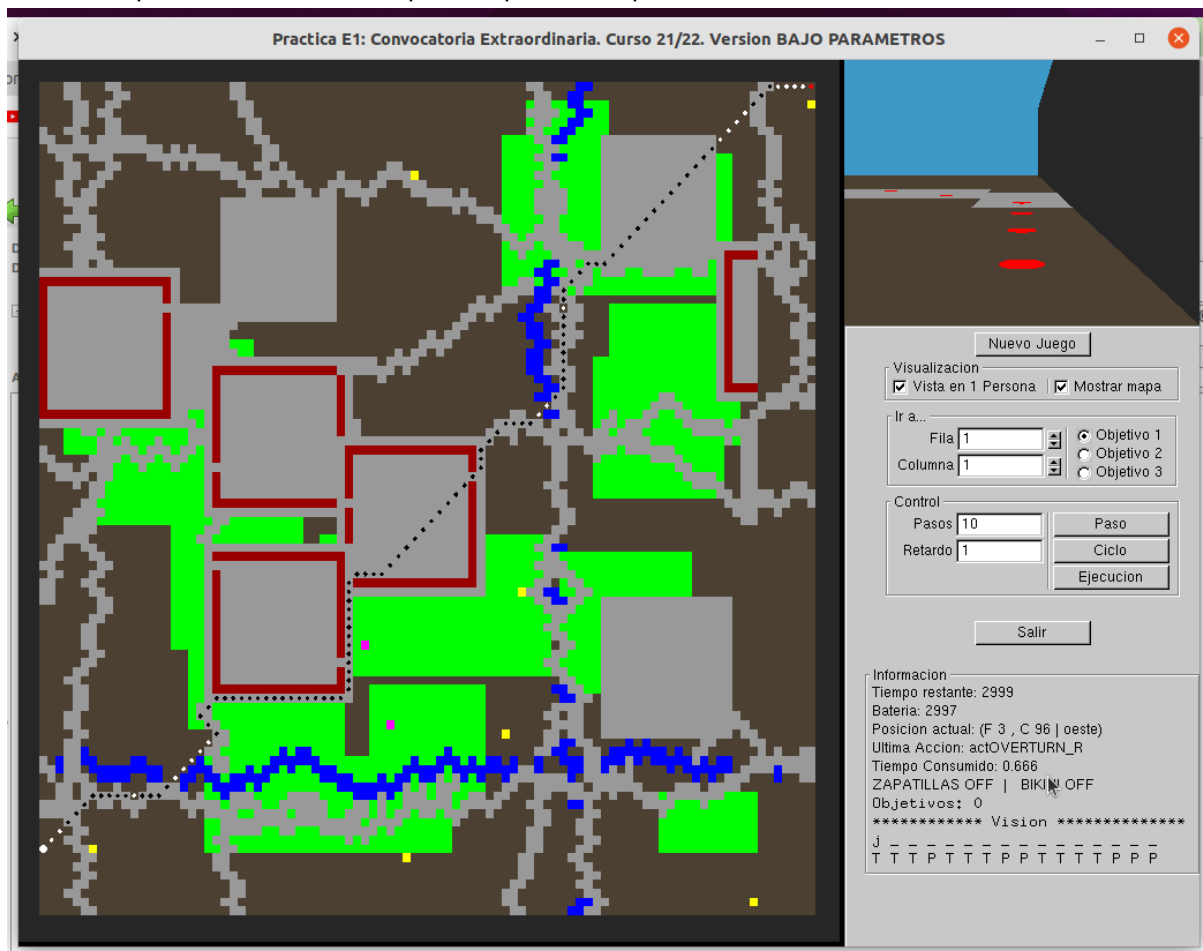 Practica E1: Convocatoria Extraordinaria. Curso 21/22. Version BAJO PARAMETROS
Nuevo Juego
Visualizacion
Vista en 1 Persona
Mostrar mapa
Ir a...
Fila 1
Columna 1
Objetivo 1
Objetivo 2
Objetivo 3
Control
Pasos 10
Retardo 1
Paso
Ciclo
Ejecucion
Salir
Informacion
Tiempo restante: 2999
Bateria: 2997
Posicion actual: (F 3 , C 96 | oeste)
Ultima Accion: actOVERTURN_R
Tiempo Consumido: 0.666
ZAPATILLAS OFF | BIKINI OFF
Objetivos: 0
************ Vision **************
j _ _ _ _ _ _ _ _ _ _ _ _ _ _ _
T T T P T T T P P T T T T P P P